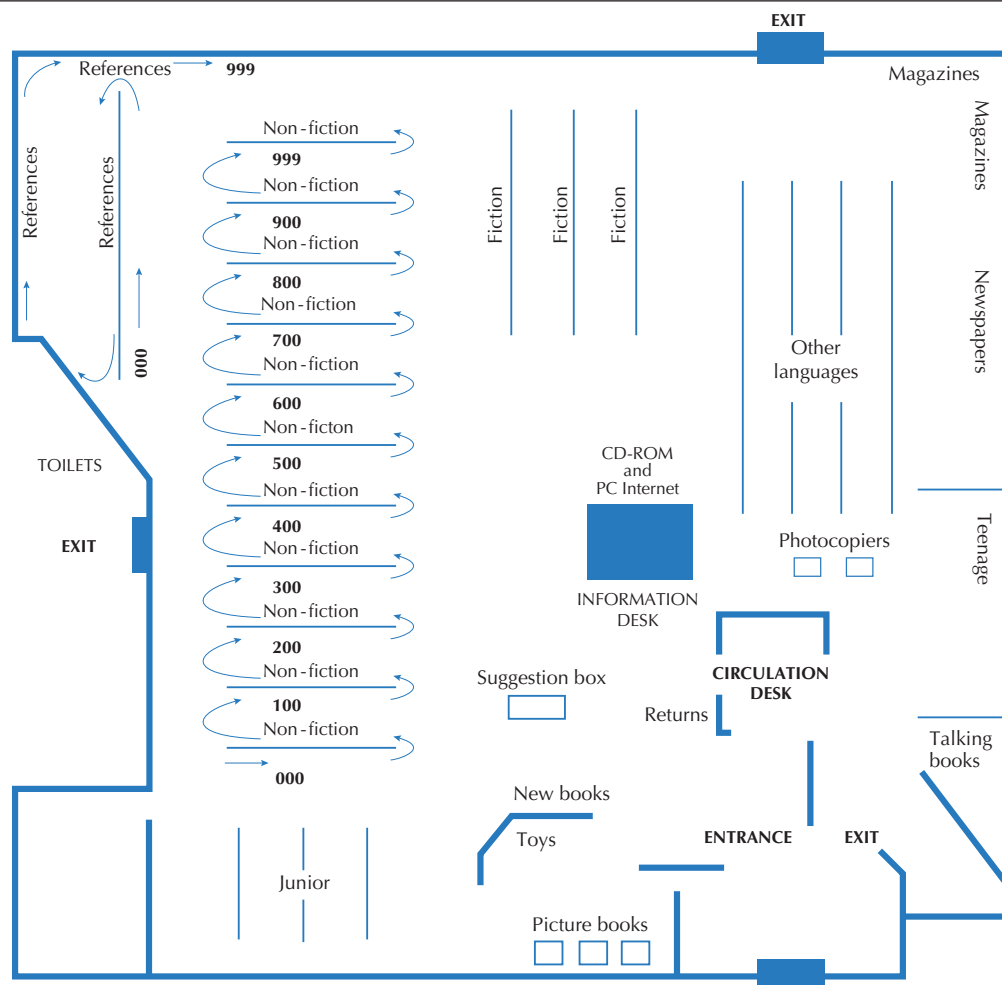 EXIT
References
999
Magazines
Magazines
References
References
000
Non-fiction
999
Non-fiction
900
Non-fiction
800
Non-fiction
700
Non-fiction
600
Non-ficton
500
Non-fiction
400
Non-fiction
300
Non-fiction
200
Non-fiction
100
Non-fiction
000
Fiction
Fiction
Fiction
Other
languages
Newspapers
TOILETS
EXIT
CD-ROM
and
PC Internet
INFORMATION
DESK
Photocopiers
Teenage
Suggestion box
CIRCULATION
DESK
Returns
Talking
books
New books
Toys
ENTRANCE
EXIT
Junior
Picture books